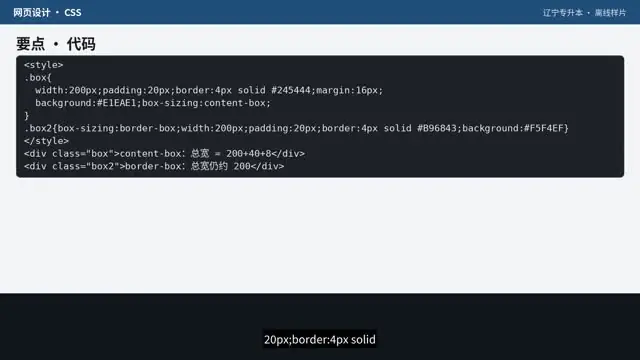 网页设计 • CSS
辽宁专升本 • 离线样片
要点 • 代码
<style>
.box{
  width:200px;padding:20px;border:4px solid #245444;margin:16px;
  background:#E1EAE1;box-sizing:content-box;
}
.box2{box-sizing:border-box;width:200px;padding:20px;border:4px solid #B96843;background:#F5F4EF}
</style>
<div class="box">content-box：总宽 = 200+40+8</div>
<div class="box2">border-box：总宽仍约 200</div>
20px;border:4px solid